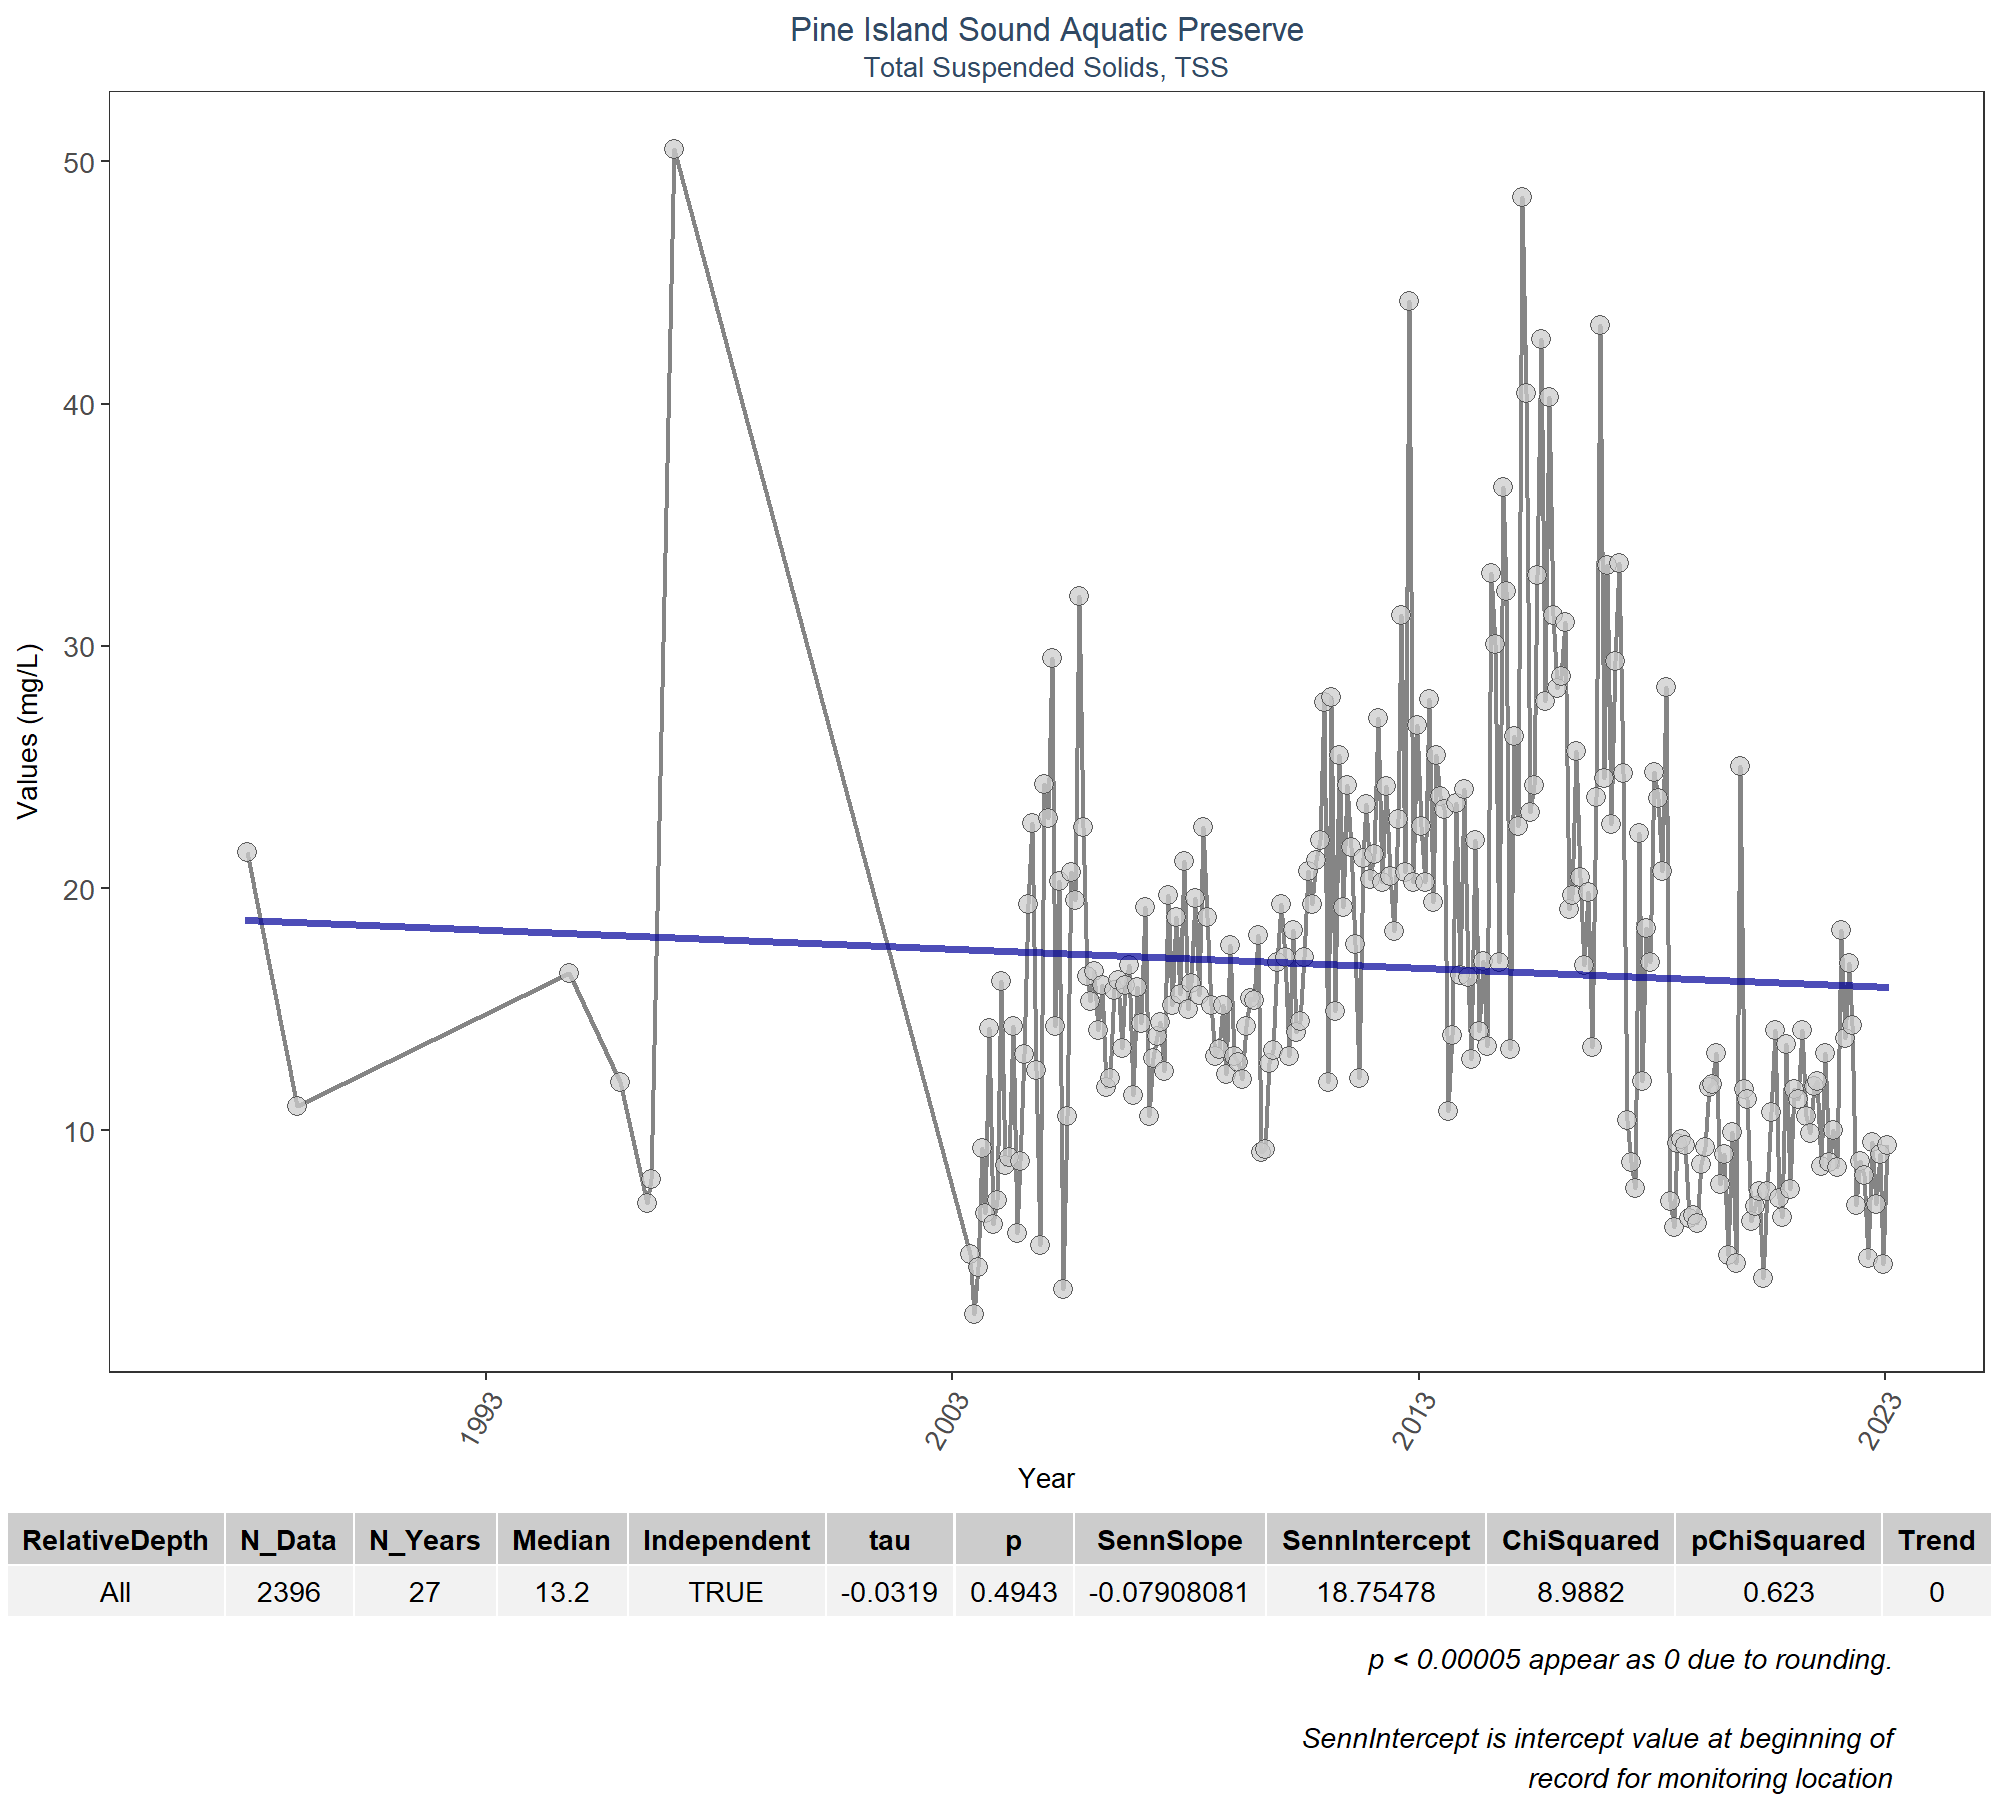 Pine Island Sound Aquatic Preserve
Total Suspended Solids, TSS
50
40
30
20
10
Values (mg/L)
1993
2003
2013
2023
Year
RelativeDepth N_Data N_Years Median Independent tau p SennSlope SennIntercept ChiSquared pChiSquared Trend
All 2396 27 13.2 TRUE -0.0319 0.4943 -0.07908081 18.75478 8.9882 0.623 0
p < 0.00005 appear as 0 due to rounding.
SennIntercept is intercept value at beginning of
record for monitoring location